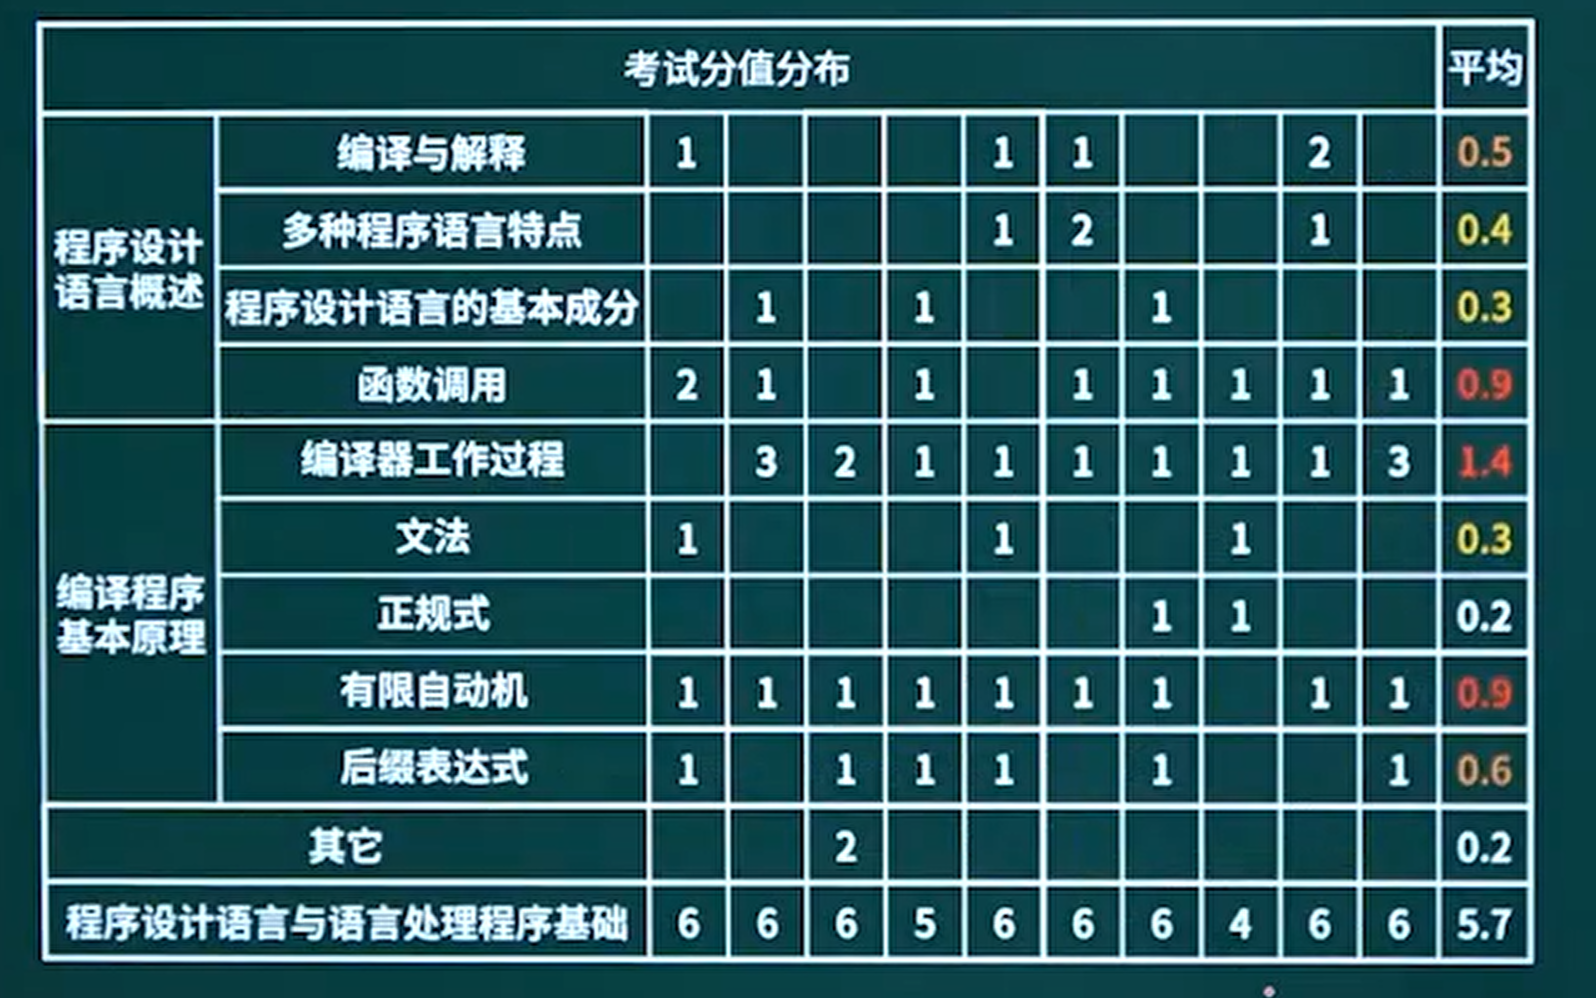 考试分值分布 平均
程序设计
语言概述
编译与解释 1 1 1 2 0.5
多种程序语言特点 1 2 1 0.4
程序设计语言的基本成分 1 1 1 0.3
函数调用 2 1 1 1 1 1 1 1 0.9
编译程序
基本原理
编译器工作过程 3 2 1 1 1 1 1 1 3 1.4
文法 1 1 1 0.3
正规式 1 1 0.2
有限自动机 1 1 1 1 1 1 1 1 1 0.9
后缀表达式 1 1 1 1 1 1 0.6
其它 2 0.2
程序设计语言与语言处理程序基础 6 6 6 5 6 6 6 4 6 6 5.7